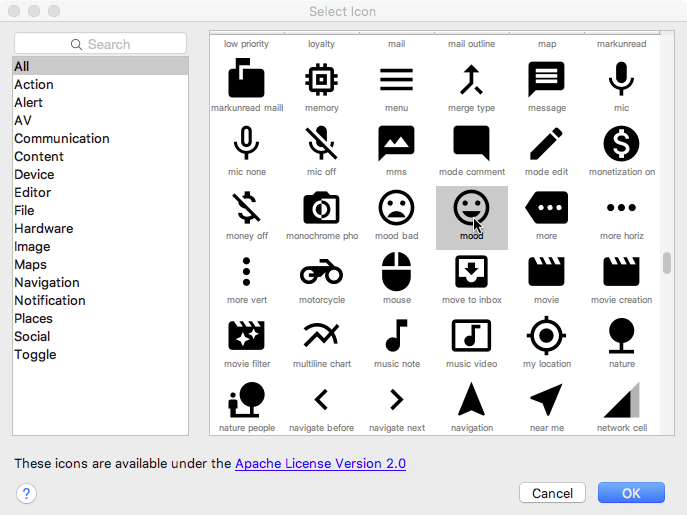 Select Icon
Search
All
Action
Alert
AV
Communication
Content
Device
Editor
File
Hardware
Image
Maps
Navigation
Notification
Places
Social
Toggle
low priority loyalty mail mail outline map markunread
markunread maill memory menu merge type message mic
mic none mic off mms mode comment mode edit monetization on
money off monochrome pho mood bad mood more more horiz
more vert motorcycle mouse move to inbox movie movie creation
movie filter multiline chart music note music video my location nature
nature people navigate before navigate next navigation near me network cell
These icons are available under the Apache License Version 2.0
? Cancel OK